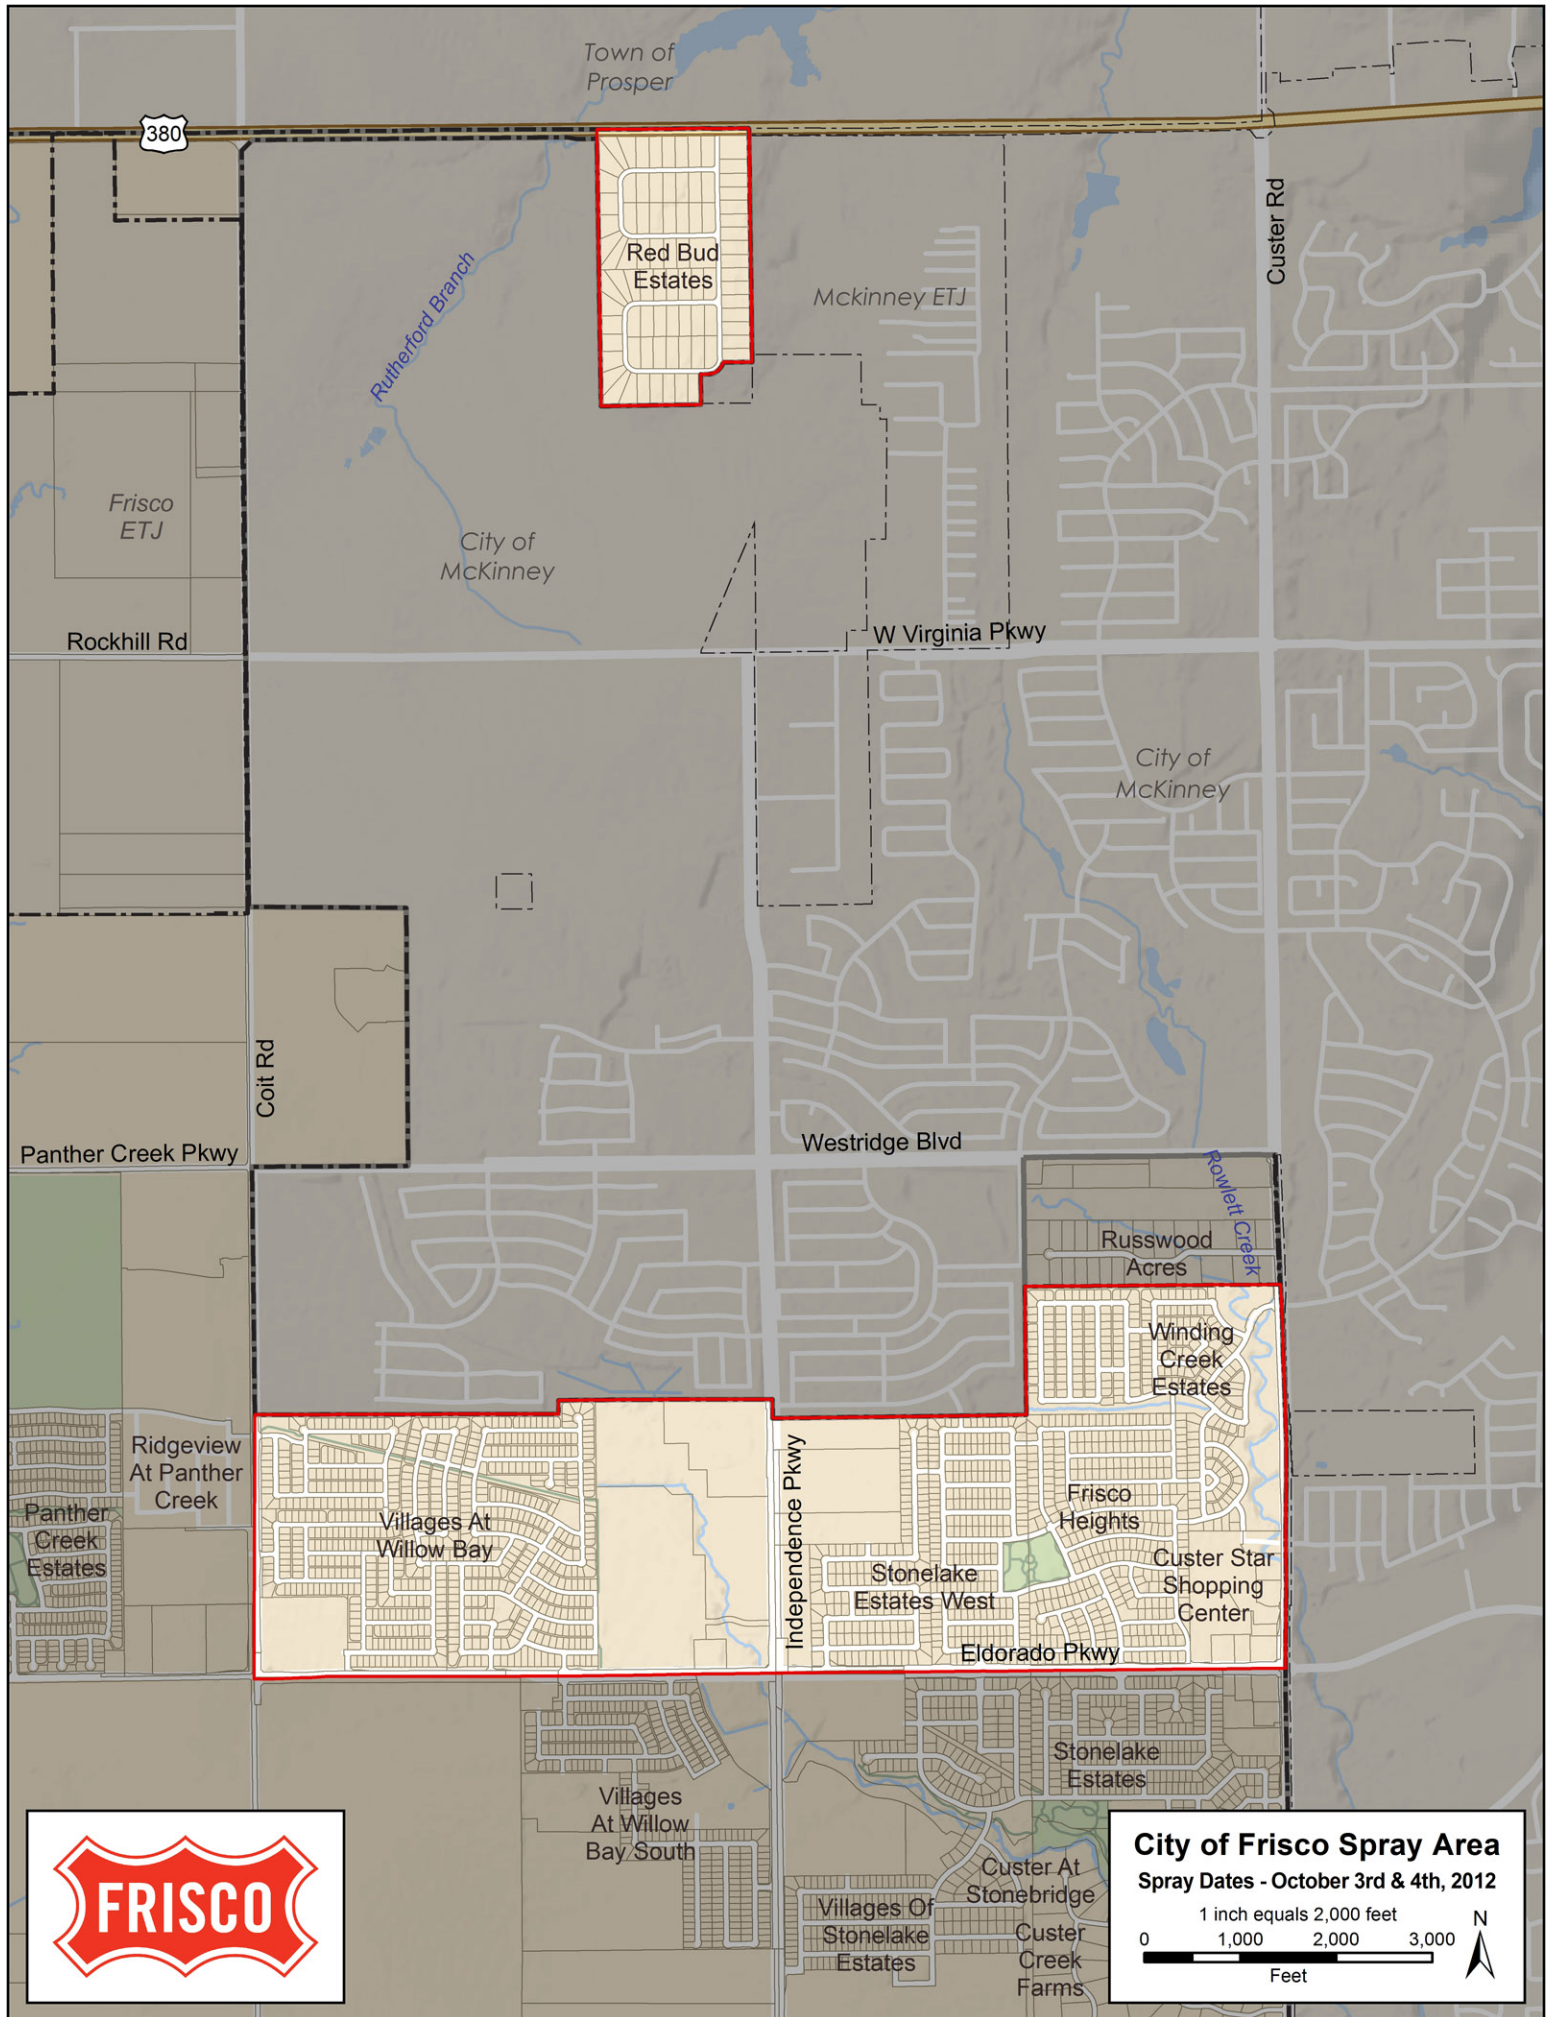 Town of
Prosper
380
Custer Rd
Red Bud
Estates
Rutherford Branch
Mckinney ETJ
Frisco
ETJ
City of
McKinney
Rockhill Rd
W Virginia Pkwy
City of
McKinney
Coit Rd
Panther Creek Pkwy
Westridge Blvd
Rowlett Creek
Russwood
Acres
Winding
Creek
Estates
Ridgeview
At Panther
Creek
Independence Pkwy
Panther
Creek
Estates
Villages At
Willow Bay
Frisco
Heights
Stonelake
Estates West
Custer Star
Shopping
Center
Eldorado Pkwy
Stonelake
Estates
Villages
At Willow
Bay South
Custer At
Stonebridge
Villages Of
Stonelake
Estates
Custer
Creek
Farms
FRISCO
City of Frisco Spray Area
Spray Dates - October 3rd & 4th, 2012
1 inch equals 2,000 feet
N
0 1,000 2,000 3,000
Feet